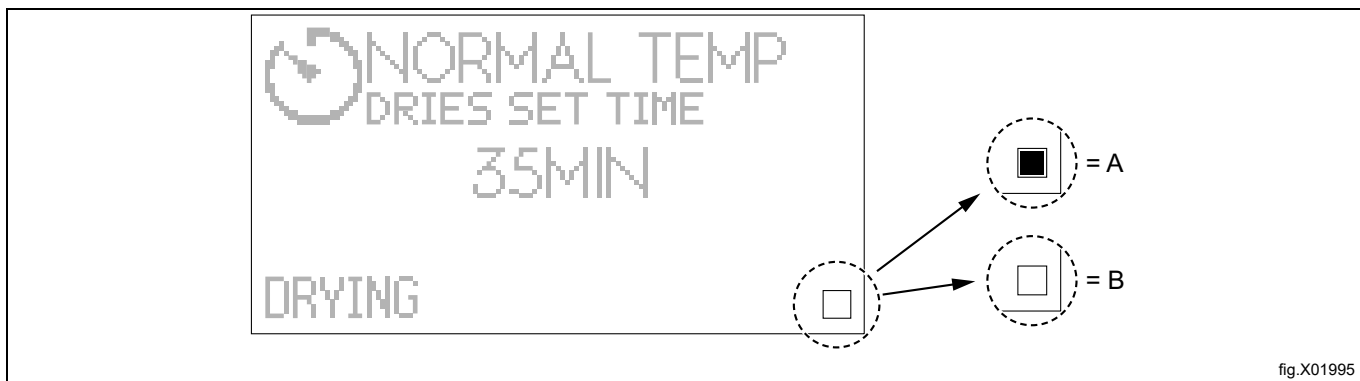 NORMAL TEMP
DRIES SET TIME
35MIN
= A
= B
DRYING
fig.X01995